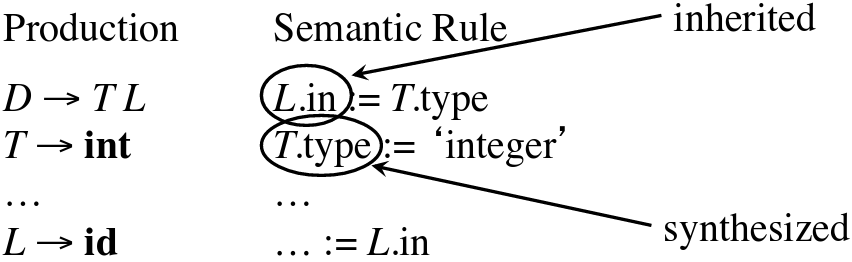 Production Semantic Rule inherited
D → T L L.in := T.type
T → int T.type := ‘integer’
… …
synthesized
L → id … := L.in